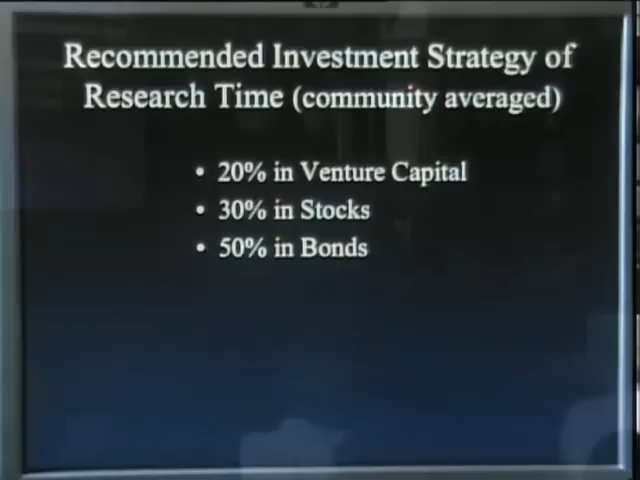 Recommended Investment Strategy of
Research Time (community averaged)
• 20% in Venture Capital
• 30% in Stocks
• 50% in Bonds